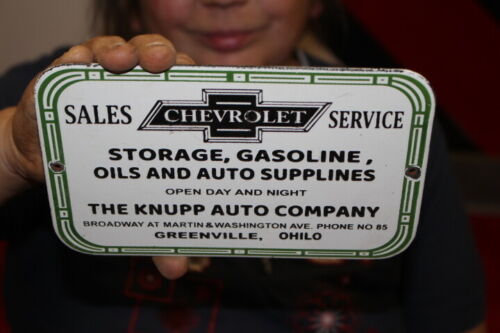 SALES CHEVROLET SERVICE
STORAGE, GASOLINE,
OILS AND AUTO SUPPLINES
OPEN DAY AND NIGHT
THE KNUPP AUTO COMPANY
BROADWAY AT MARTIN & WASHINGTON AVE. PHONE NO 85
GREENVILLE, OHILO